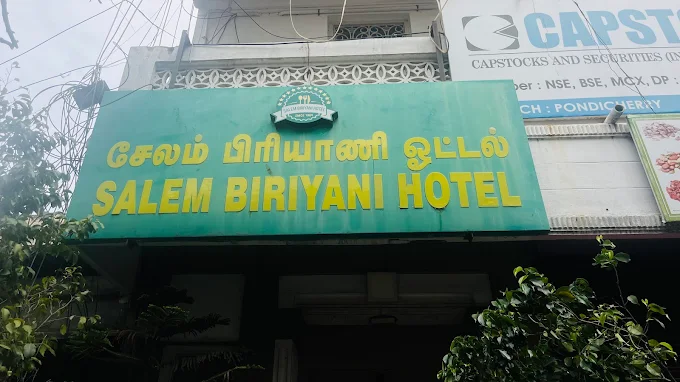 சேலம் பிரியாணி ஓட்டல்
SALEM BIRIYANI HOTEL
CAPSTO
CAPSTOCKS AND SECURITIES (IN
ber : NSE, BSE, MCX, DP :
CH : PONDICHERRY